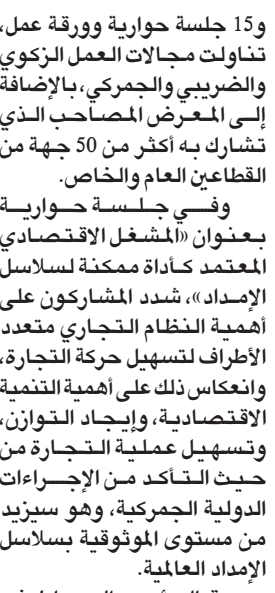 و15 جلسة حوارية وورقة عمل،
تناولت مجالات العمل الزكوي
والضريبي والجمركي، بالإضافة
إلى المعرض المصاحب الذي
تشارك به أكثر من 50 جهة من
القطاعين العام والخاص.
وفي جلسة حوارية
بعنوان «المشغل الاقتصادي
المعتمد كأداة ممكنة لسلاسل
الإمداد»، شدد المشاركون على
أهمية النظام التجاري متعدد
الأطراف لتسهيل حركة التجارة،
وانعكاس ذلك على أهمية التنمية
الاقتصادية، وإيجاد التوازن،
وتسهيل عملية التجارة من
حيث التأكد من الإجراءات
الدولية الجمركية، وهو سيزيد
من مستوى الموثوقية بسلاسل
الإمداد العالمية.